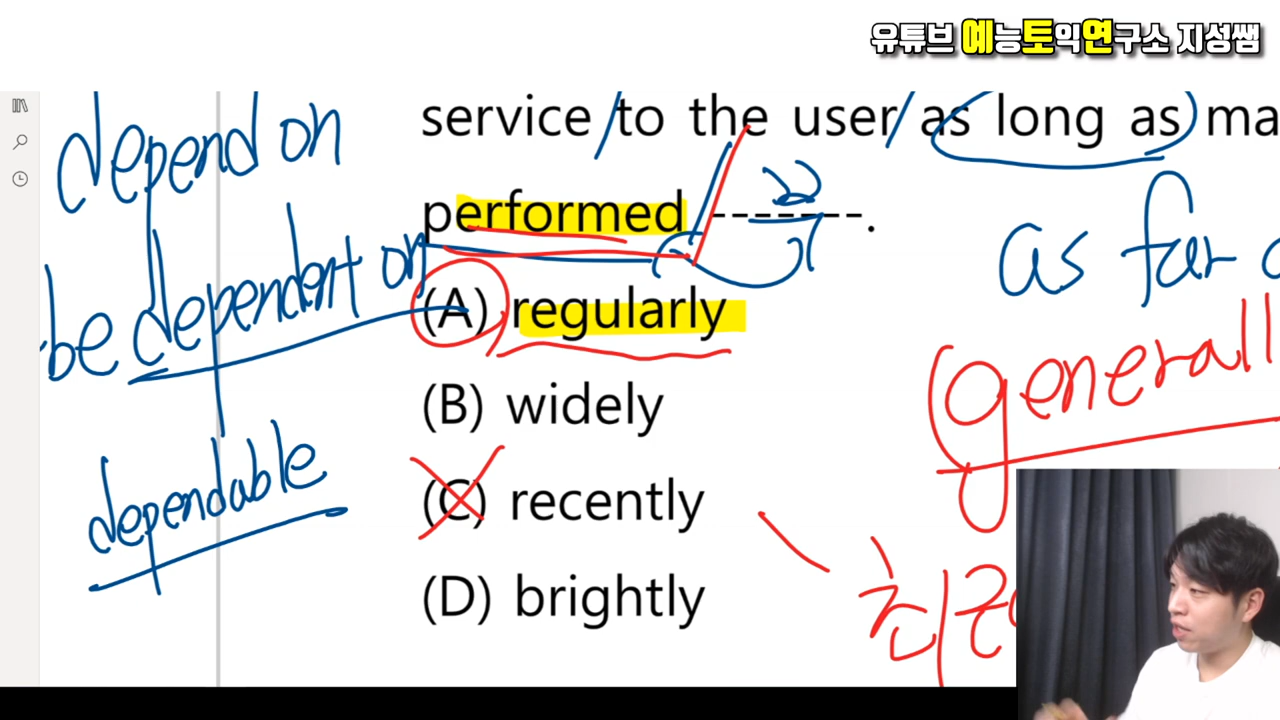 유튜브 예능토익연구소 지성쌤
service to the user as long as ma
performed -------.
(A) regularly
(B) widely
(C) recently
(D) brightly
depend on
be dependent on
dependable
as far
generall
최근